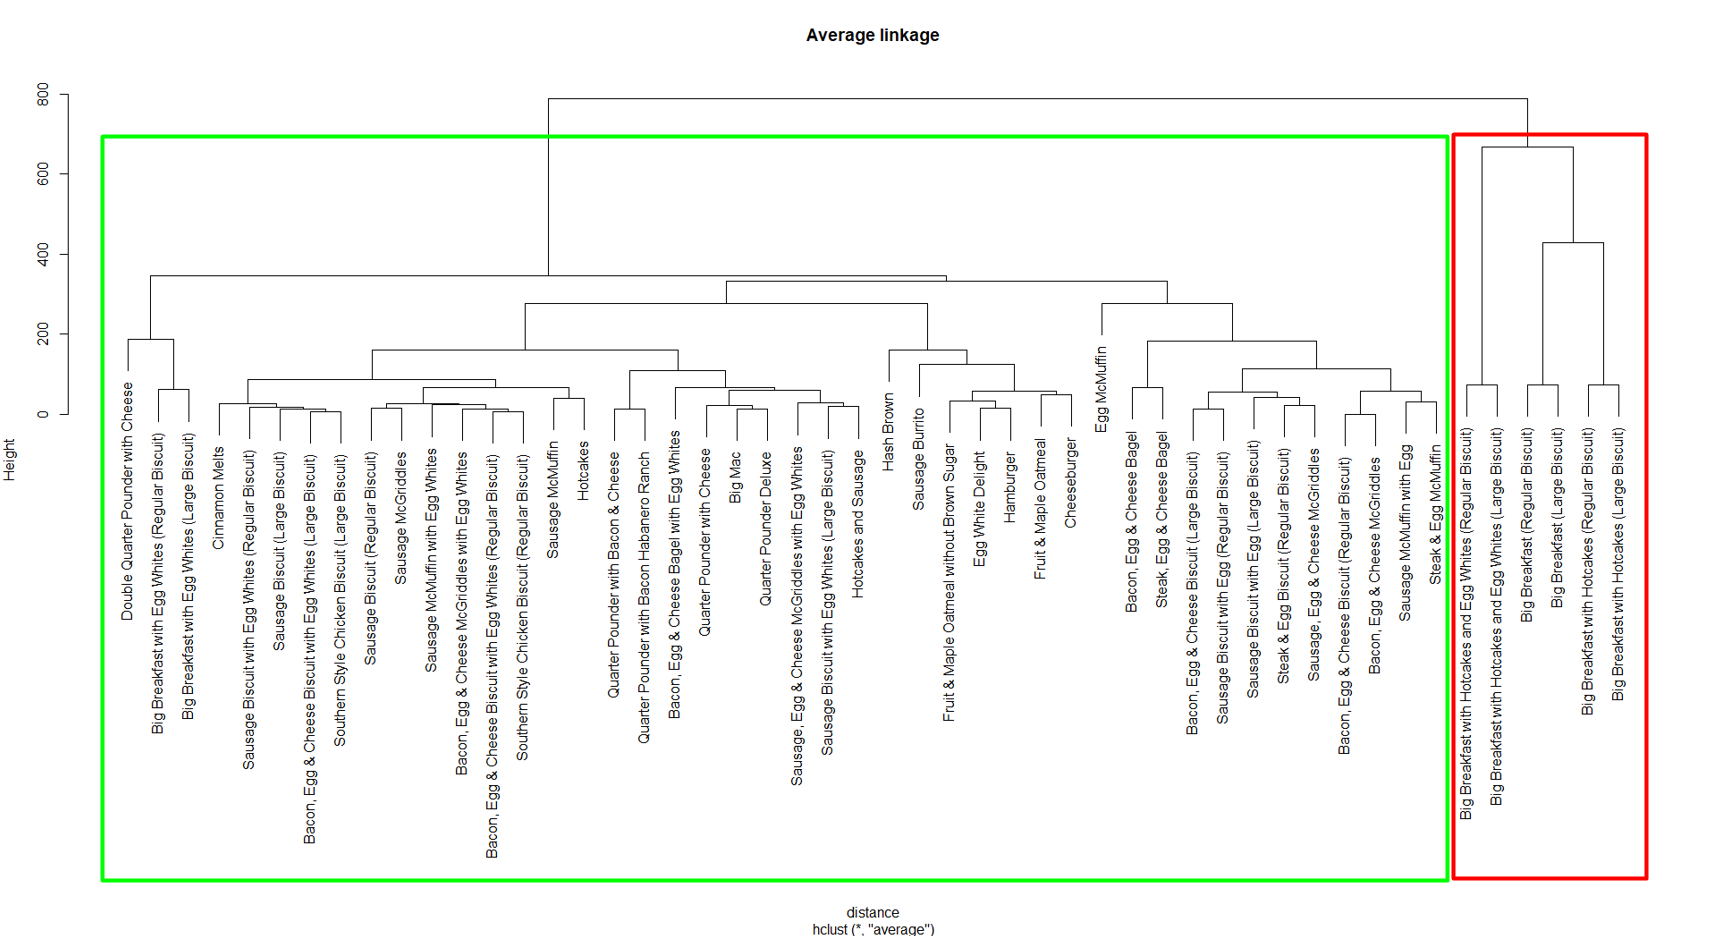 Average linkage
Height
800
600
400
200
0
Double Quarter Pounder with Cheese
Big Breakfast with Egg Whites (Regular Biscuit)
Big Breakfast with Egg Whites (Large Biscuit)
Cinnamon Melts
Sausage Biscuit with Egg Whites (Regular Biscuit)
Sausage Biscuit (Large Biscuit)
Bacon, Egg & Cheese Biscuit with Egg Whites (Large Biscuit)
Southern Style Chicken Biscuit (Large Biscuit)
Sausage Biscuit (Regular Biscuit)
Sausage McGriddles
Sausage McMuffin with Egg Whites
Bacon, Egg & Cheese McGriddles with Egg Whites
Bacon, Egg & Cheese Biscuit with Egg Whites (Regular Biscuit)
Southern Style Chicken Biscuit (Regular Biscuit)
Sausage McMuffin
Hotcakes
Quarter Pounder with Bacon & Cheese
Quarter Pounder with Bacon Habanero Ranch
Bacon, Egg & Cheese Bagel with Egg Whites
Quarter Pounder with Cheese
Big Mac
Quarter Pounder Deluxe
Sausage, Egg & Cheese McGriddles with Egg Whites
Sausage Biscuit with Egg Whites (Large Biscuit)
Hotcakes and Sausage
Hash Brown
Sausage Burrito
Fruit & Maple Oatmeal without Brown Sugar
Egg White Delight
Hamburger
Fruit & Maple Oatmeal
Cheeseburger
Egg McMuffin
Bacon, Egg & Cheese Bagel
Steak, Egg & Cheese Bagel
Bacon, Egg & Cheese Biscuit (Large Biscuit)
Sausage Biscuit with Egg (Regular Biscuit)
Sausage Biscuit with Egg (Large Biscuit)
Steak & Egg Biscuit (Regular Biscuit)
Sausage, Egg & Cheese McGriddles
Bacon, Egg & Cheese Biscuit (Regular Biscuit)
Bacon, Egg & Cheese McGriddles
Sausage McMuffin with Egg
Steak & Egg McMuffin
Big Breakfast with Hotcakes and Egg Whites (Regular Biscuit)
Big Breakfast with Hotcakes and Egg Whites (Large Biscuit)
Big Breakfast (Regular Biscuit)
Big Breakfast (Large Biscuit)
Big Breakfast with Hotcakes (Regular Biscuit)
Big Breakfast with Hotcakes (Large Biscuit)
distance
hclust (*, "average")